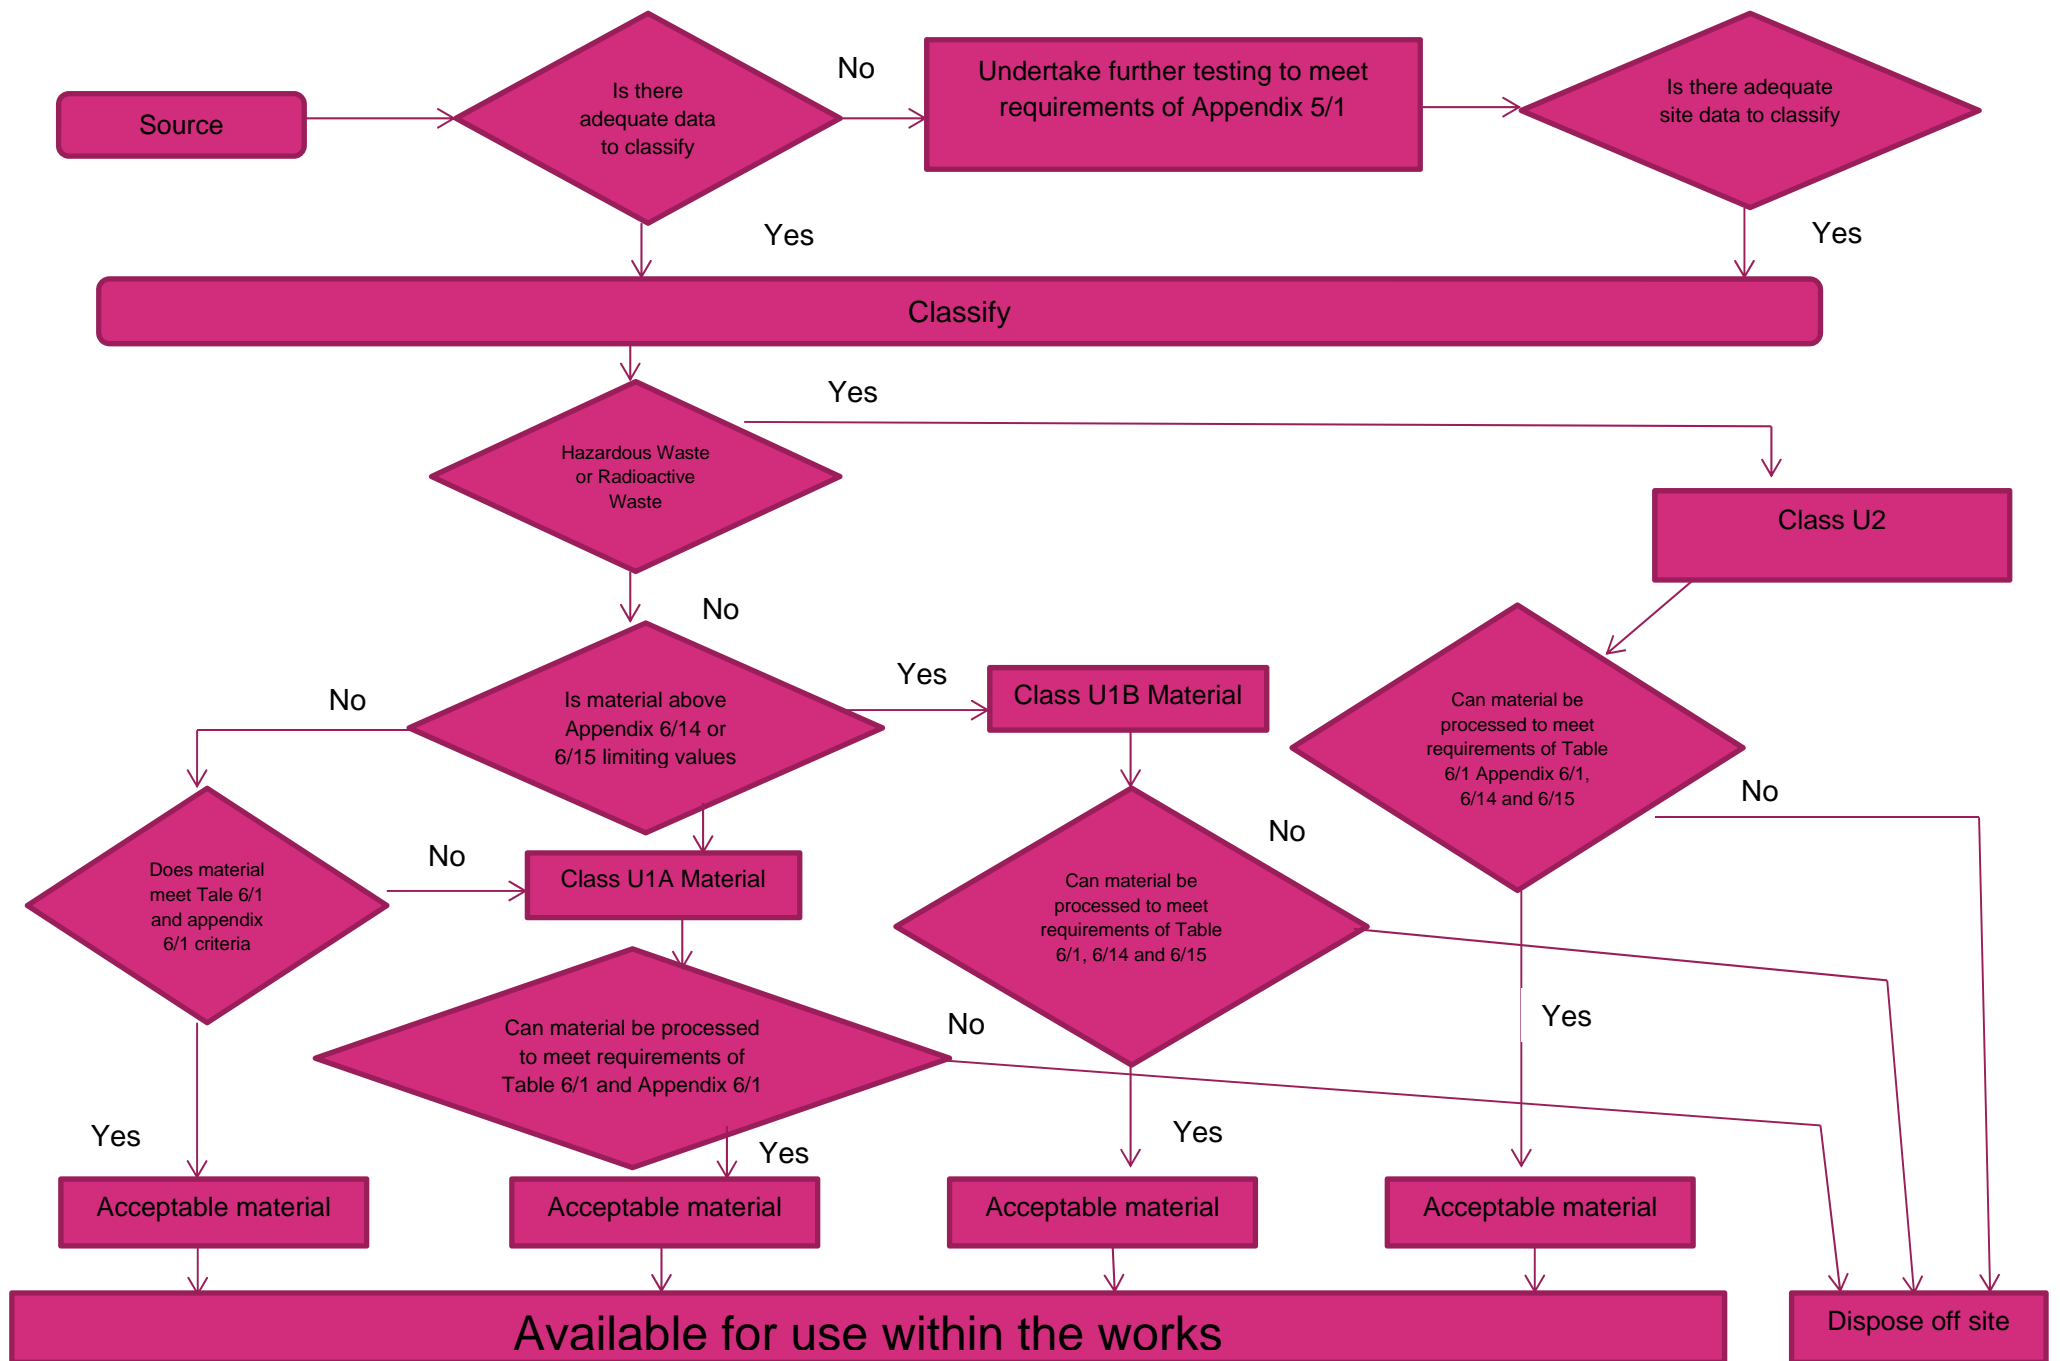 Source
Is there
adequate data
to classify
No
Undertake further testing to meet
requirements of Appendix 5/1
Is there adequate
site data to classify
Yes
Yes
Classify
Yes
Hazardous Waste
or Radioactive
Waste
Class U2
No
Is material above
Appendix 6/14 or
6/15 limiting values
No
Yes
Class U1B Material
Can material be
processed to meet
requirements of Table
6/1 Appendix 6/1,
6/14 and 6/15
No
Does material
meet Tale 6/1
and appendix
6/1 criteria
No
Class U1A Material
Can material be
processed to meet
requirements of Table
6/1, 6/14 and 6/15
No
Can material be processed
to meet requirements of
Table 6/1 and Appendix 6/1
No
Yes
Yes
Yes
Yes
Acceptable material
Acceptable material
Acceptable material
Acceptable material
Available for use within the works
Dispose off site